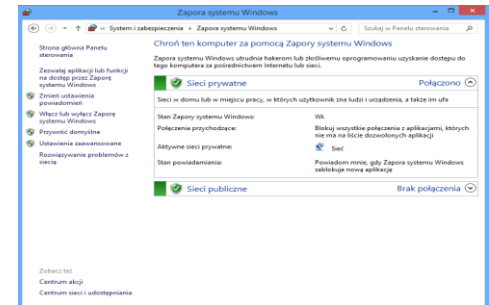 Zapora systemu Windows
« System i zabezpieczenia ▸ Zapora systemu Windows
Szukaj w Panelu sterowania
Strona główna Panelu
sterowania
Zezwalaj aplikacji lub funkcji
na dostęp przez Zaporę
systemu Windows
Zmień ustawienia
powiadomień
Włącz lub wyłącz Zaporę
systemu Windows
Przywróć domyślne
Ustawienia zaawansowane
Rozwiązywanie problemów z
siecią
Zobacz też
Centrum akcji
Centrum sieci i udostępniania
Chroń ten komputer za pomocą Zapory systemu Windows
Zapora systemu Windows utrudnia hakerom lub złośliwemu oprogramowaniu uzyskanie dostępu do
tego komputera za pośrednictwem Internetu lub sieci.
Sieci prywatne Połączono
Sieci w domu lub w miejscu pracy, w których użytkownik zna ludzi i urządzenia, a także im ufa
Stan Zapory systemu Windows: Wł.
Połączenia przychodzące: Blokuj wszystkie połączenia z aplikacjami, których
nie ma na liście dozwolonych aplikacji
Aktywne sieci prywatne: Sieć
Stan powiadamiania: Powiadom mnie, gdy Zapora systemu Windows
zablokuje nową aplikację
Sieci publiczne Brak połączenia